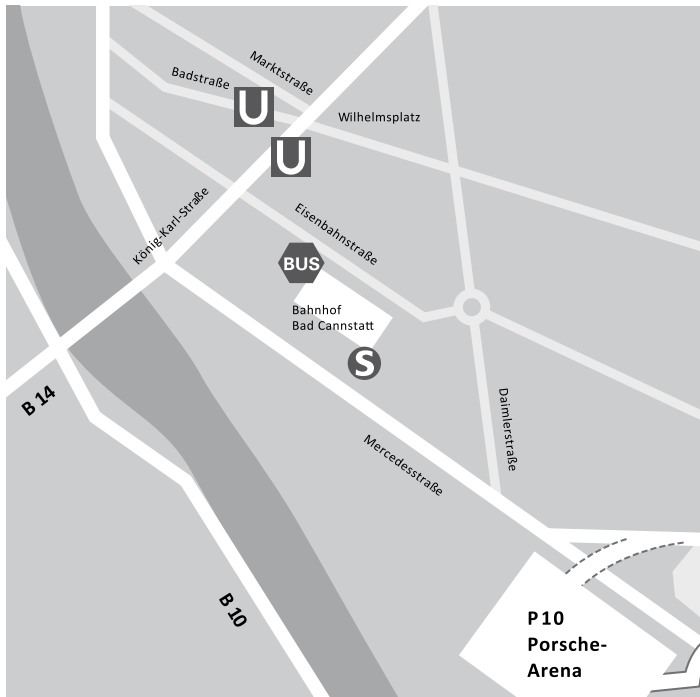 Marktstraße
Badstraße
U
Wilhelmsplatz
U
König-Karl-Straße
Eisenbahnstraße
BUS
Bahnhof
Bad Cannstatt
S
B 14
Daimlerstraße
Mercedesstraße
B 10
P10
Porsche-
Arena